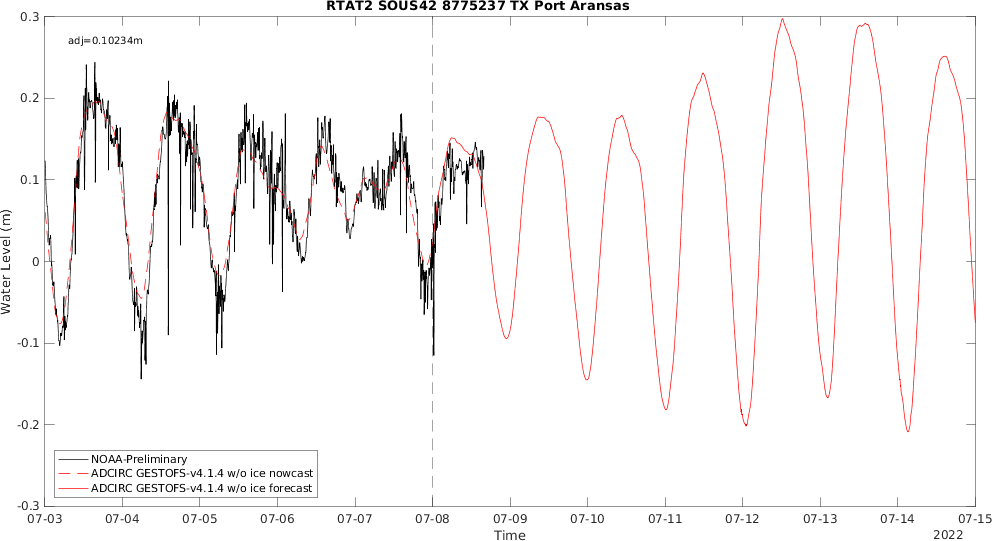 RTAT2 SOUS42 8775237 TX Port Aransas
adj=0.10234m
0.3
0.2
0.1
0
-0.1
-0.2
-0.3
Water Level (m)
NOAA-Preliminary
ADCIRC GESTOFS-v4.1.4 w/o ice nowcast
ADCIRC GESTOFS-v4.1.4 w/o ice forecast
07-03 07-04 07-05 07-06 07-07 07-08 07-09 07-10 07-11 07-12 07-13 07-14 07-15
Time
2022